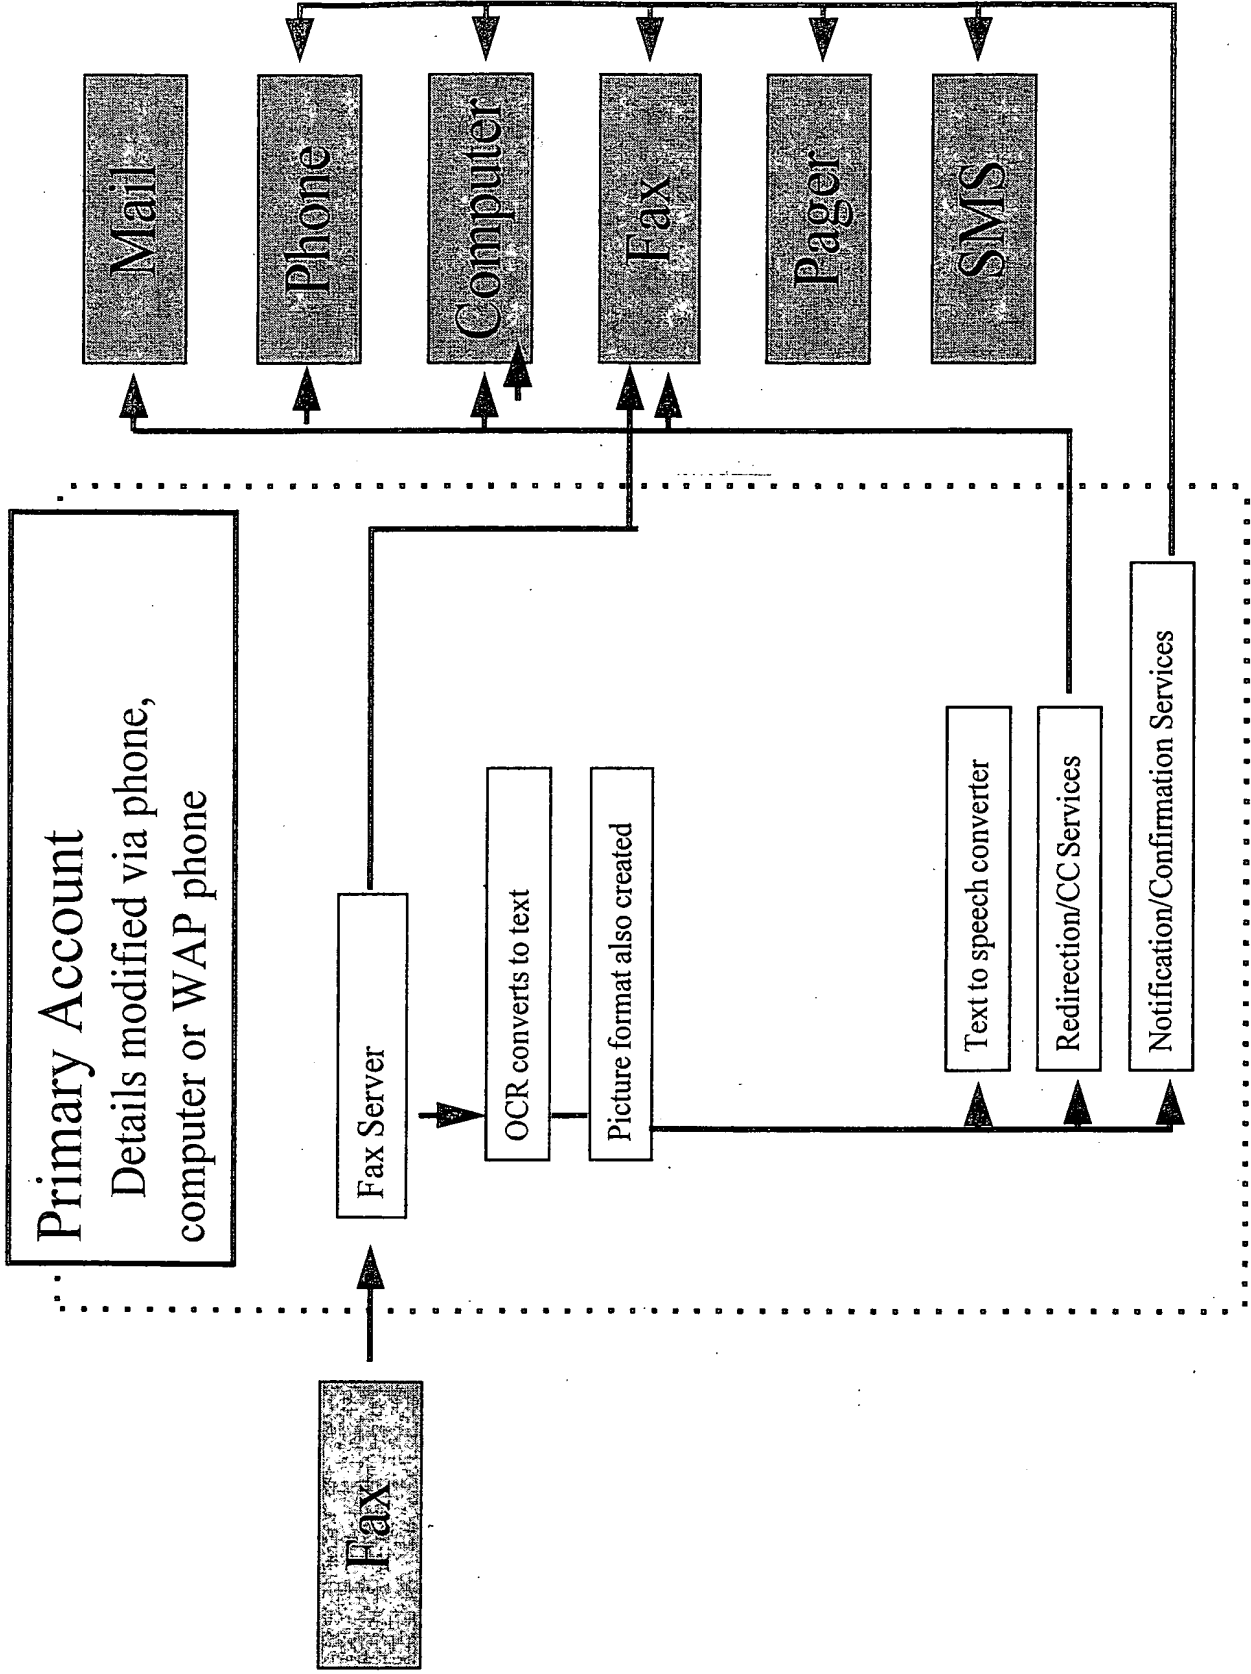 Primary Account
Details modified via phone,
computer or WAP phone
Fax
Fax Server
OCR converts to text
Picture format also created
Text to speech converter
Redirection/CC Services
Notification/Confirmation Services
Mail
Phone
Computer
Fax
Pager
SMS